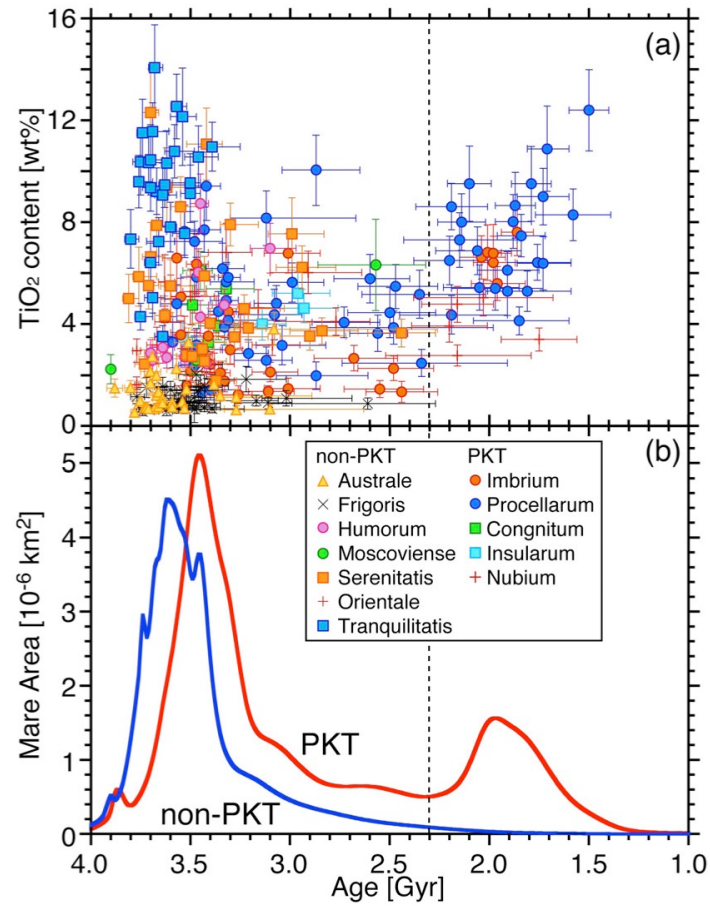 (a)
16
12
8
4
0
TiO₂ content [wt%]
(b)
5
4
3
2
1
0
Mare Area [10⁻⁶ km²]
non-PKT PKT
Australe Imbrium
Frigoris Procellarum
Humorum Congnitum
Moscoviense Insularum
Serenitatis Nubium
Orientale
Tranquilitatis
PKT
non-PKT
4.0 3.5 3.0 2.5 2.0 1.5 1.0
Age [Gyr]